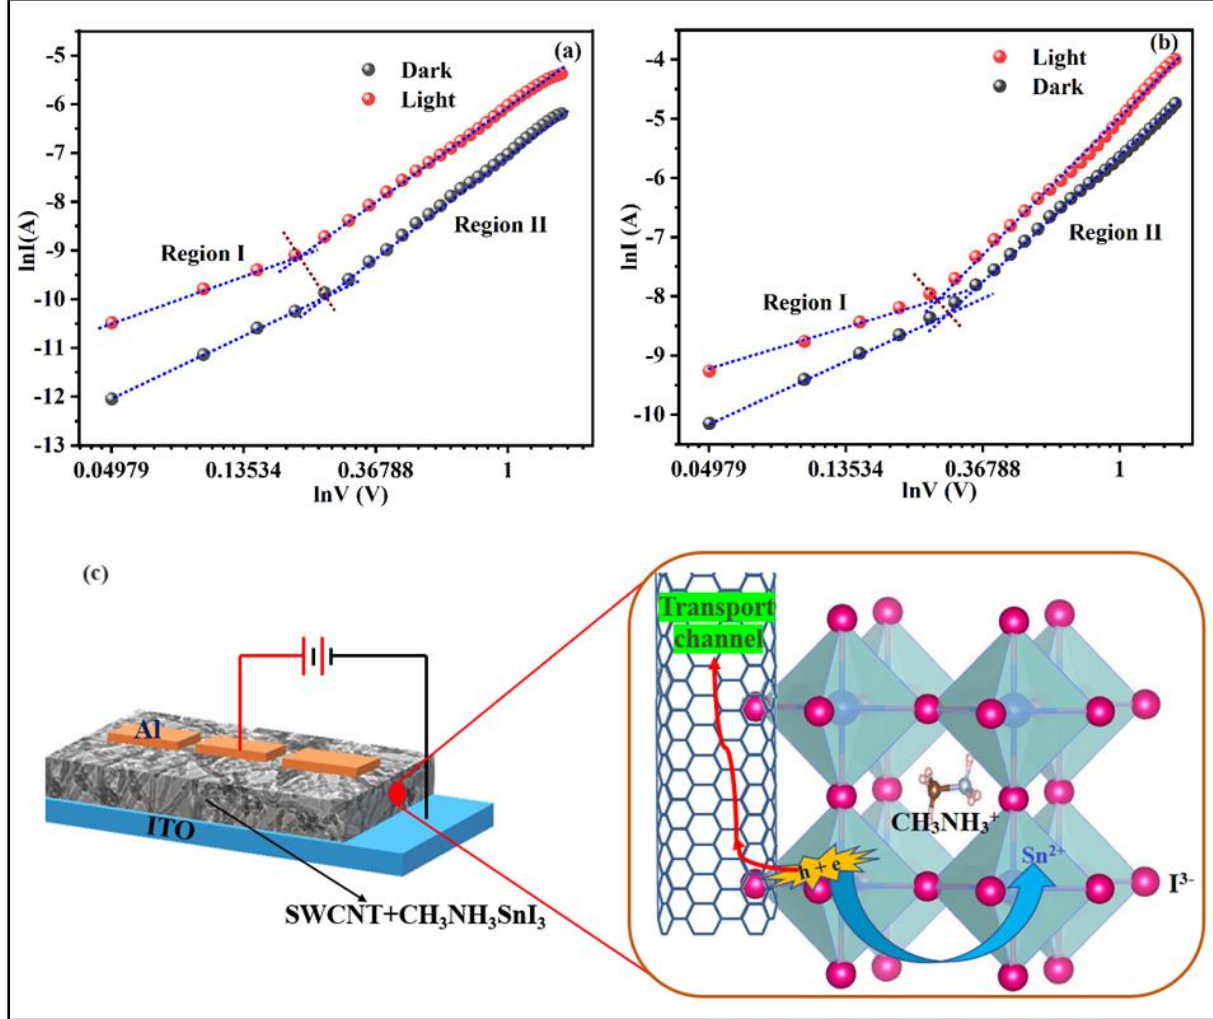 (a)
-5
-6
-7
-8
-9
-10
-11
-12
-13
lnI(A)
Dark
Light
Region I
Region II
0.04979
0.13534
0.36788
1
lnV (V)
(b)
-4
-5
-6
-7
-8
-9
-10
lnI (A)
Light
Dark
Region I
Region II
0.04979
0.13534
0.36788
1
lnV (V)
(c)
Al
ITO
SWCNT+CH₃NH₃SnI₃
Transport
channel
h + e
CH₃NH₃⁺
Sn²⁺
I³⁻